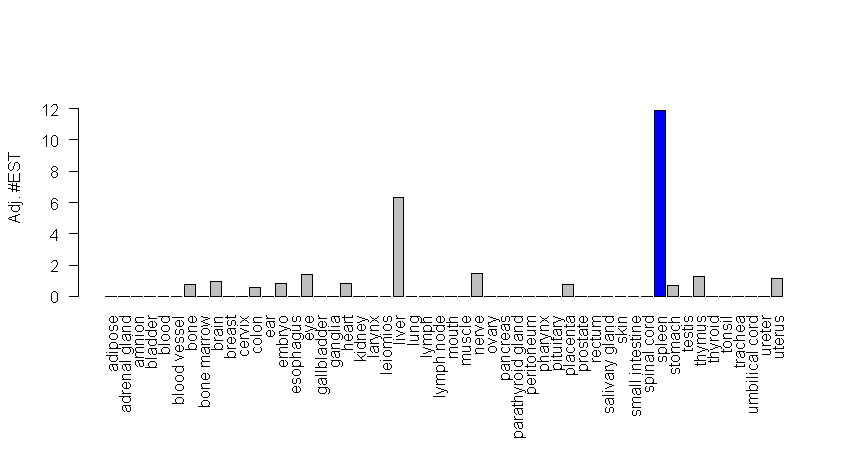 Adj. #EST
12
10
8
6
4
2
0
adipose
adrenal gland
amnion
bladder
blood
blood vessel
bone
bone marrow
brain
breast
cervix
colon
ear
embryo
esophagus
eye
gallbladder
ganglia
heart
kidney
larynx
leiomios
liver
lung
lymph
lymph node
mouth
muscle
nerve
ovary
pancreas
parathyroid gland
peritoneum
pharynx
pituitary
placenta
prostate
rectum
salivary gland
skin
small intestine
spinal cord
spleen
stomach
testis
thymus
thyroid
tonsil
trachea
umbilical cord
ureter
uterus